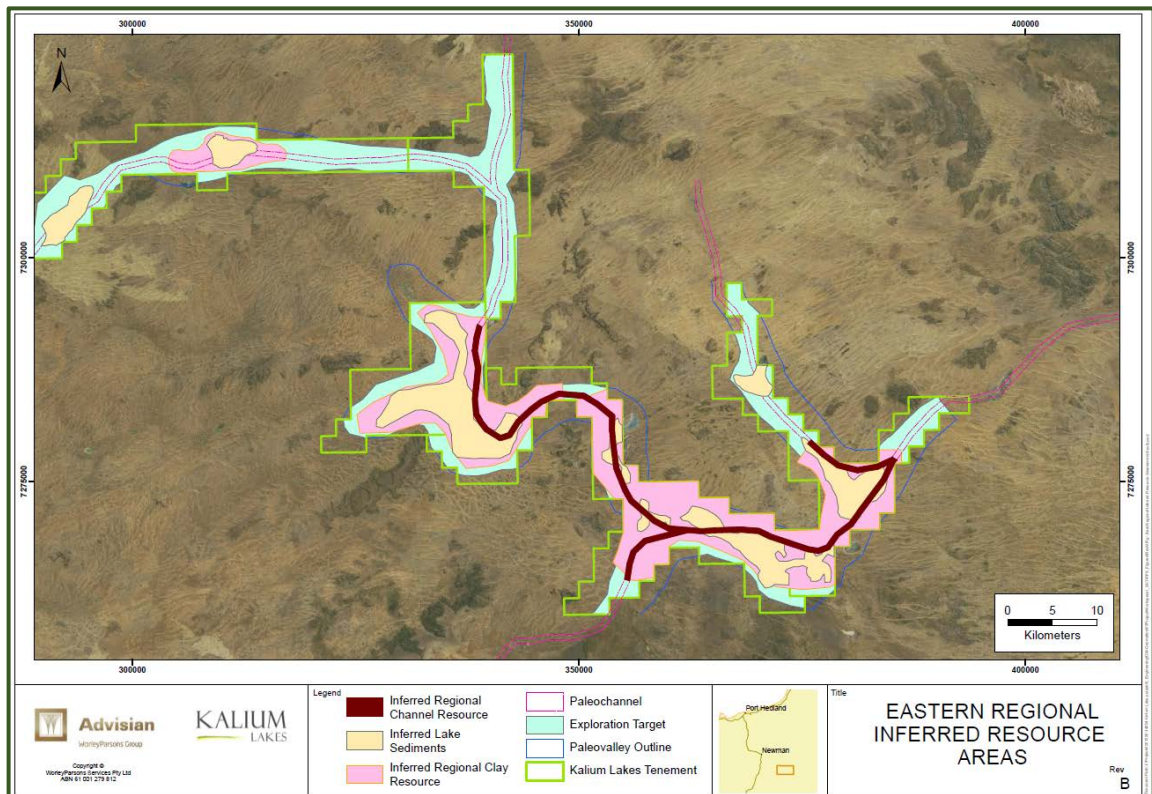 300000
350000
400000
N
7300000
7300000
7275000
7275000
0 5 10
Kilometers
300000
350000
400000
Advisian
WorleyParsons Group
Copyright ©
WorleyParsons Services Pty Ltd
ABN 61 001 279 812
KALIUM
LAKES
Legend
Inferred Regional
Channel Resource
Inferred Lake
Sediments
Inferred Regional Clay
Resource
Paleochannel
Exploration Target
Paleovalley Outline
Kalium Lakes Tenement
Port Hedland
Newman
Title
EASTERN REGIONAL
INFERRED RESOURCE
AREAS
Rev
B